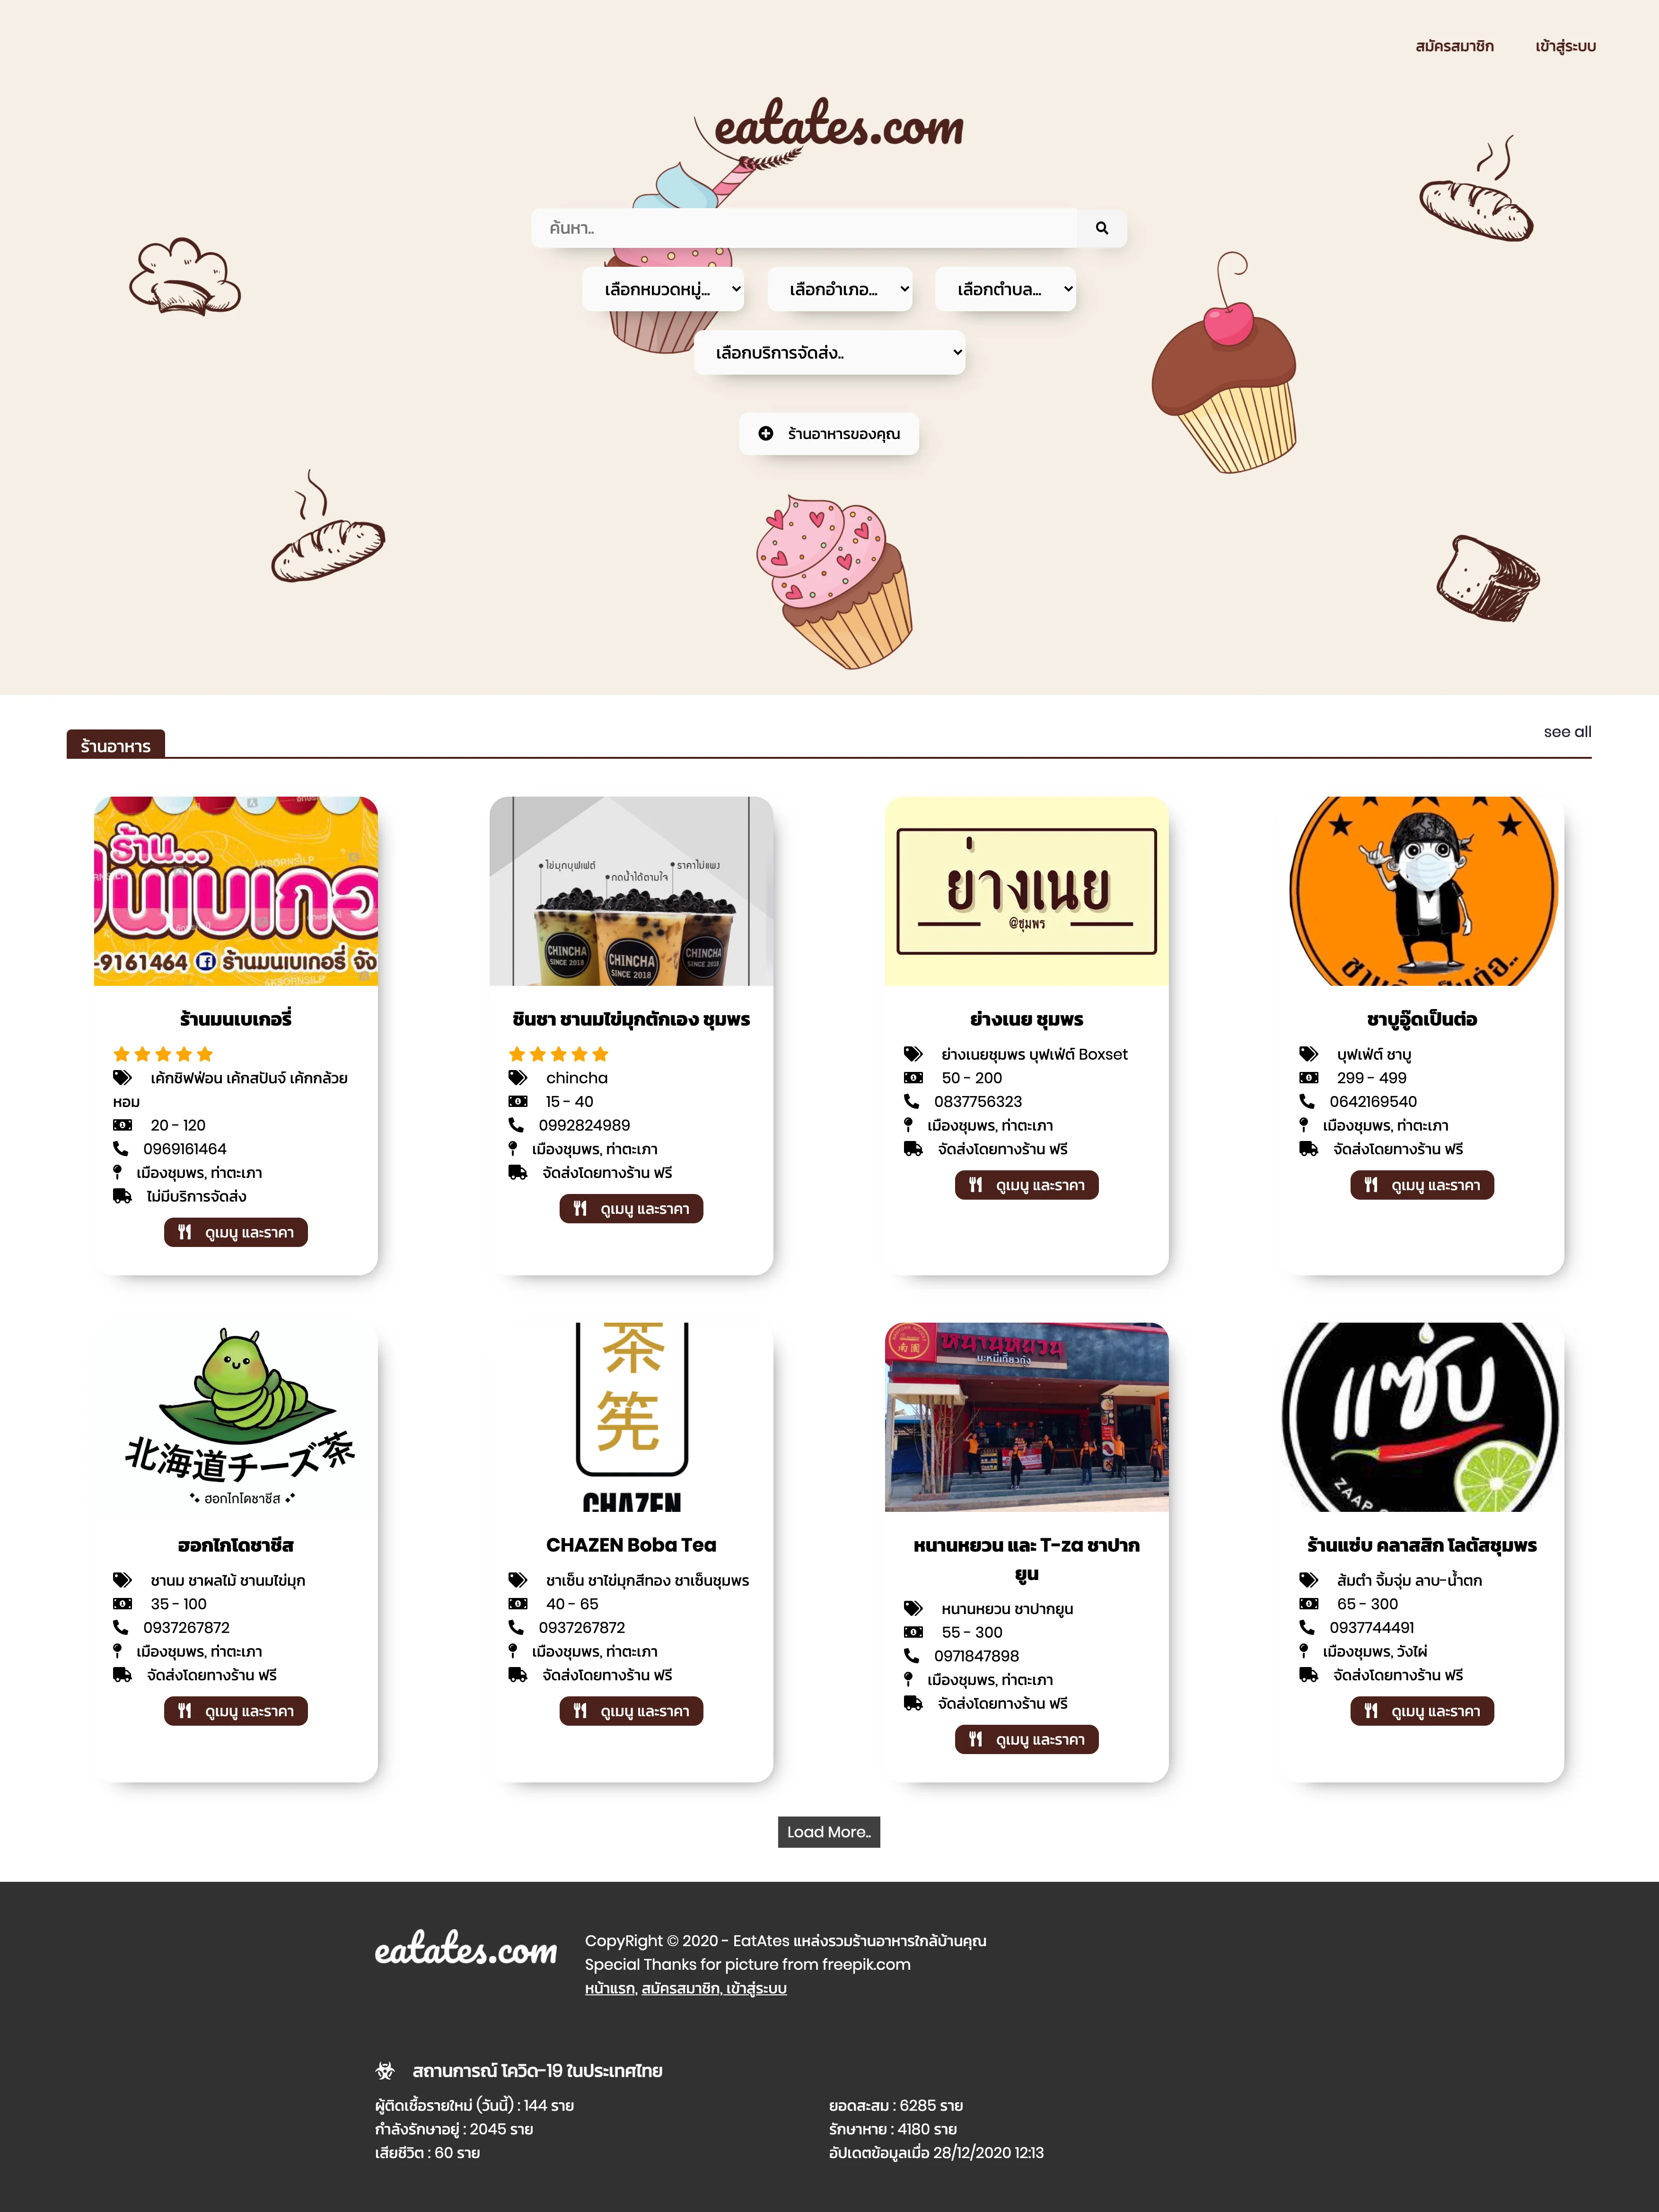 สมัครสมาชิก
เข้าสู่ระบบ
eatates.com
ค้นหา..
เลือกหมวดหมู่...
เลือกอำเภอ...
เลือกตำบล...
เลือกบริการจัดส่ง..
ร้านอาหารของคุณ
ร้านอาหาร
see all
ร้าน...
-9161464 ร้านมนเบเกอรี่ จัง
ร้านมนเบเกอรี่
เค้กชิฟฟ่อน เค้กสปันจ์ เค้กกล้วย
หอม
20 - 120
0969161464
เมืองชุมพร, ท่าตะเภา
ไม่มีบริการจัดส่ง
ดูเมนู และราคา
ไข่มุกบุฟเฟต์
กดน้ำได้ตามใจ
ราคาไม่แพง
CHINCHA
SINCE 2018
CHINCHA
SINCE 2018
CHINCHA
SINCE 2018
ชินชา ชานมไข่มุกตักเอง ชุมพร
chincha
15 - 40
0992824989
เมืองชุมพร, ท่าตะเภา
จัดส่งโดยทางร้าน ฟรี
ดูเมนู และราคา
ย่างเนย
@ชุมพร
ย่างเนย ชุมพร
ย่างเนยชุมพร บุฟเฟ่ต์ Boxset
50 - 200
0837756323
เมืองชุมพร, ท่าตะเภา
จัดส่งโดยทางร้าน ฟรี
ดูเมนู และราคา
ชาบูอู๊ดเป็นต่อ
บุฟเฟ่ต์ ชาบู
299 - 499
0642169540
เมืองชุมพร, ท่าตะเภา
จัดส่งโดยทางร้าน ฟรี
ดูเมนู และราคา
北海道チーズ茶
ฮอกไกโดชาชีส
ฮอกไกโดชาชีส
ชานม ชาผลไม้ ชานมไข่มุก
35 - 100
0937267872
เมืองชุมพร, ท่าตะเภา
จัดส่งโดยทางร้าน ฟรี
ดูเมนู และราคา
茶
筅
CHAZEN
CHAZEN Boba Tea
ชาเซ็น ชาไข่มุกสีทอง ชาเซ็นชุมพร
40 - 65
0937267872
เมืองชุมพร, ท่าตะเภา
จัดส่งโดยทางร้าน ฟรี
ดูเมนู และราคา
南園
หนานหยวน
บะหมี่เกี๊ยวกุ้ง
หนานหยวน และ T-za ชาปาก
ยูน
หนานหยวน ชาปากยูน
55 - 300
0971847898
เมืองชุมพร, ท่าตะเภา
จัดส่งโดยทางร้าน ฟรี
ดูเมนู และราคา
แซ่บ
ZAAP
ร้านแซ่บ คลาสสิก โลตัสชุมพร
ส้มตำ จิ้มจุ่ม ลาบ-น้ำตก
65 - 300
0937744491
เมืองชุมพร, วังไผ่
จัดส่งโดยทางร้าน ฟรี
ดูเมนู และราคา
Load More..
eatates.com
CopyRight © 2020 - EatAtes แหล่งรวมร้านอาหารใกล้บ้านคุณ
Special Thanks for picture from freepik.com
หน้าแรก, สมัครสมาชิก, เข้าสู่ระบบ
สถานการณ์ โควิด-19 ในประเทศไทย
ผู้ติดเชื้อรายใหม่ (วันนี้) : 144 ราย
กำลังรักษาอยู่ : 2045 ราย
เสียชีวิต : 60 ราย
ยอดสะสม : 6285 ราย
รักษาหาย : 4180 ราย
อัปเดตข้อมูลเมื่อ 28/12/2020 12:13